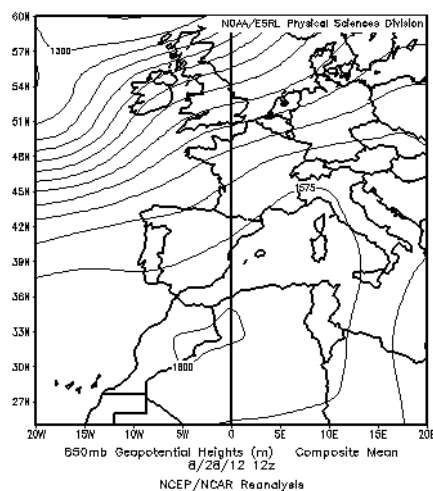 NOAA/ESRL Physical Sciences Division
60N
57N
54N
51N
48N
45N
42N
39N
36N
33N
30N
27N
1300
1575
1600
20W 15W 10W 5W 0 5E 10E 15E 20E
850mb Geopotential Heights (m) Composite Mean
8/28/12 12z
NCEP/NCAR Reanalysis